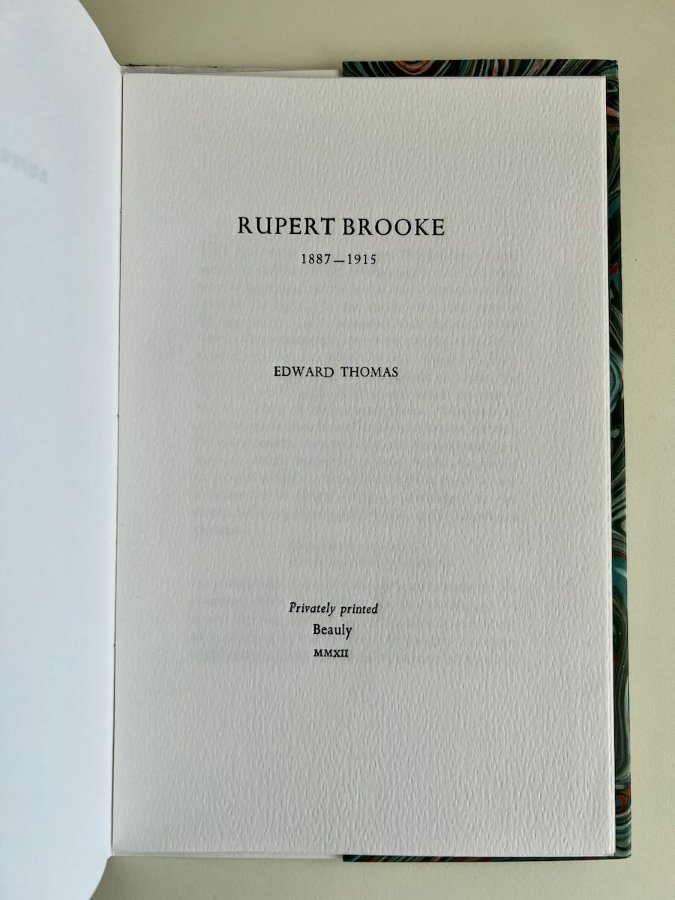 RUPERT BROOKE
1887—1915
EDWARD THOMAS
Privately printed
Beauly
MMXII